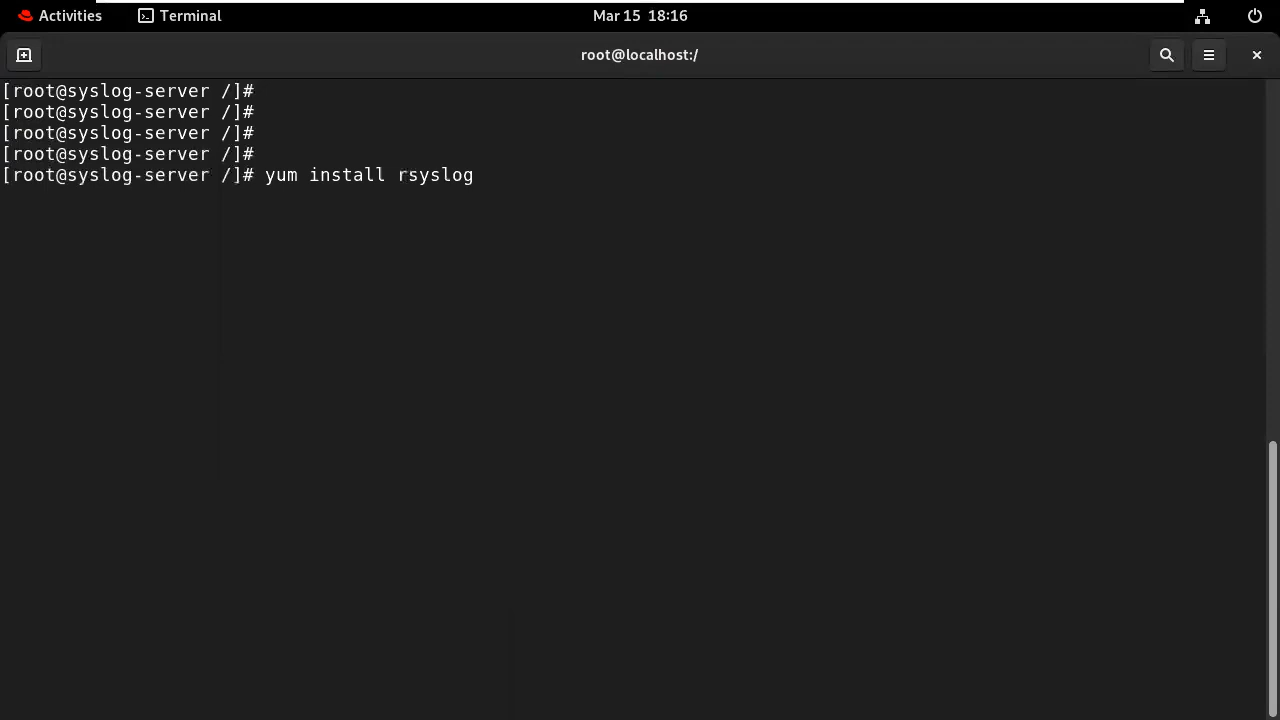 Activities Terminal Mar 15 18:16
root@localhost:/
[root@syslog-server /]#
[root@syslog-server /]#
[root@syslog-server /]#
[root@syslog-server /]#
[root@syslog-server /]# yum install rsyslog